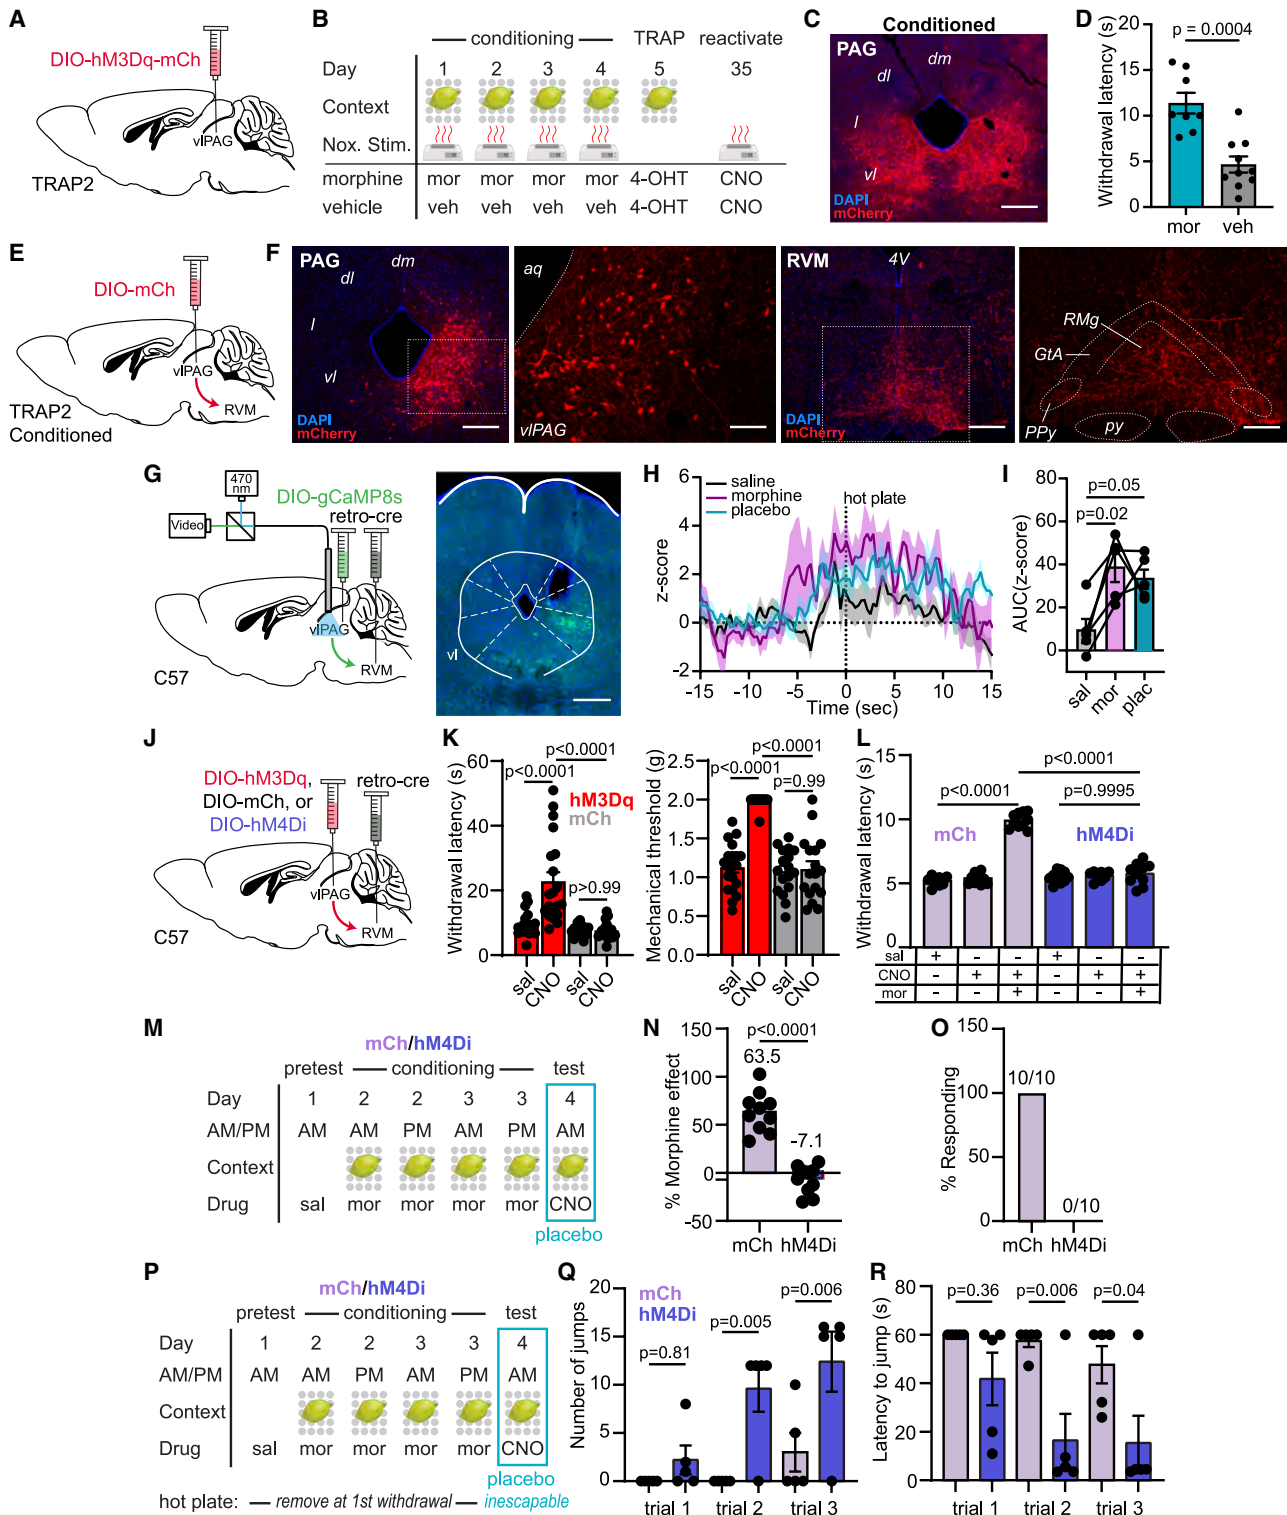 A
DIO-hM3Dq-mCh
vlPAG
TRAP2
B
conditioning TRAP reactivate
Day 1 2 3 4 5 35
Context
Nox. Stim.
morphine mor mor mor mor 4-OHT CNO
vehicle veh veh veh veh 4-OHT CNO
C
Conditioned
PAG
dm
dl
l
vl
DAPI
mCherry
D
Withdrawal latency (s)
p = 0.0004
20
15
10
5
0
mor veh
E
DIO-mCh
vlPAG
RVM
TRAP2
Conditioned
F
PAG
dm
dl
l
vl
DAPI
mCherry
aq
vlPAG
RVM
4V
DAPI
mCherry
RMg
GtA
PPy
py
G
470
nm
Video
DIO-gCaMP8s
retro-cre
vlPAG
RVM
C57
vl
H
saline
morphine
placebo
hot plate
z-score
6
4
2
0
-2
-15 -10 -5 0 5 10 15
Time (sec)
I
p=0.05
p=0.02
AUC(z-score)
80
60
40
20
0
sal mor plac
J
DIO-hM3Dq,
DIO-mCh, or
DIO-hM4Di
retro-cre
vlPAG
RVM
C57
K
Withdrawal latency (s)
60
40
20
0
p<0.0001
p<0.0001
hM3Dq
mCh
p>0.99
sal CNO sal CNO
Mechanical threshold (g)
2.5
2.0
1.5
1.0
0.5
0.0
p<0.0001
p<0.0001
p=0.99
sal CNO sal CNO
L
Withdrawal latency (s)
15
10
5
0
p<0.0001
p<0.0001
p=0.9995
mCh
hM4Di
sal + - - + - -
CNO - + + - + +
mor - - + - - +
M
mCh/hM4Di
pretest conditioning test
Day 1 2 2 3 3 4
AM/PM AM AM PM AM PM AM
Context
Drug sal mor mor mor mor CNO
placebo
N
% Morphine effect
150
100
50
0
-50
p<0.0001
63.5
-7.1
mCh hM4Di
O
% Responding
150
100
0
10/10
0/10
mCh hM4Di
P
mCh/hM4Di
pretest conditioning test
Day 1 2 2 3 3 4
AM/PM AM AM PM AM PM AM
Context
Drug sal mor mor mor mor CNO
placebo
hot plate: remove at 1st withdrawal inescapable
Q
Number of jumps
20
15
10
5
0
mCh
hM4Di
p=0.81
p=0.005
p=0.006
trial 1 trial 2 trial 3
R
Latency to jump (s)
80
60
40
20
0
p=0.36
p=0.006
p=0.04
trial 1 trial 2 trial 3